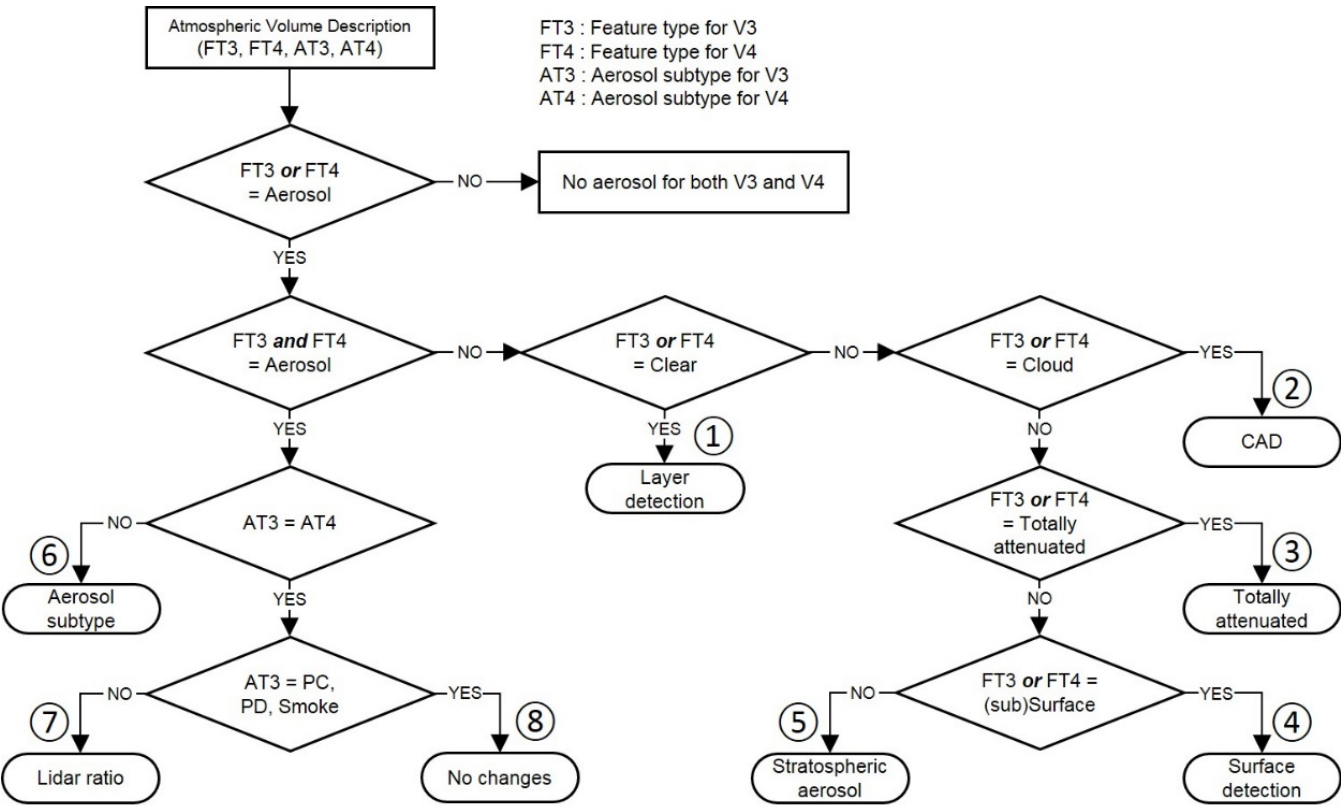 Atmospheric Volume Description
(FT3, FT4, AT3, AT4)
FT3 : Feature type for V3
FT4 : Feature type for V4
AT3 : Aerosol subtype for V3
AT4 : Aerosol subtype for V4
FT3 or FT4
= Aerosol
NO
No aerosol for both V3 and V4
YES
FT3 and FT4
= Aerosol
NO
FT3 or FT4
= Clear
NO
FT3 or FT4
= Cloud
YES
2
CAD
YES
YES
1
Layer
detection
NO
AT3 = AT4
NO
6
Aerosol
subtype
FT3 or FT4
= Totally
attenuated
YES
3
Totally
attenuated
YES
NO
AT3 = PC,
PD, Smoke
NO
7
Lidar ratio
YES
8
No changes
FT3 or FT4 =
(sub)Surface
NO
5
Stratospheric
aerosol
YES
4
Surface
detection